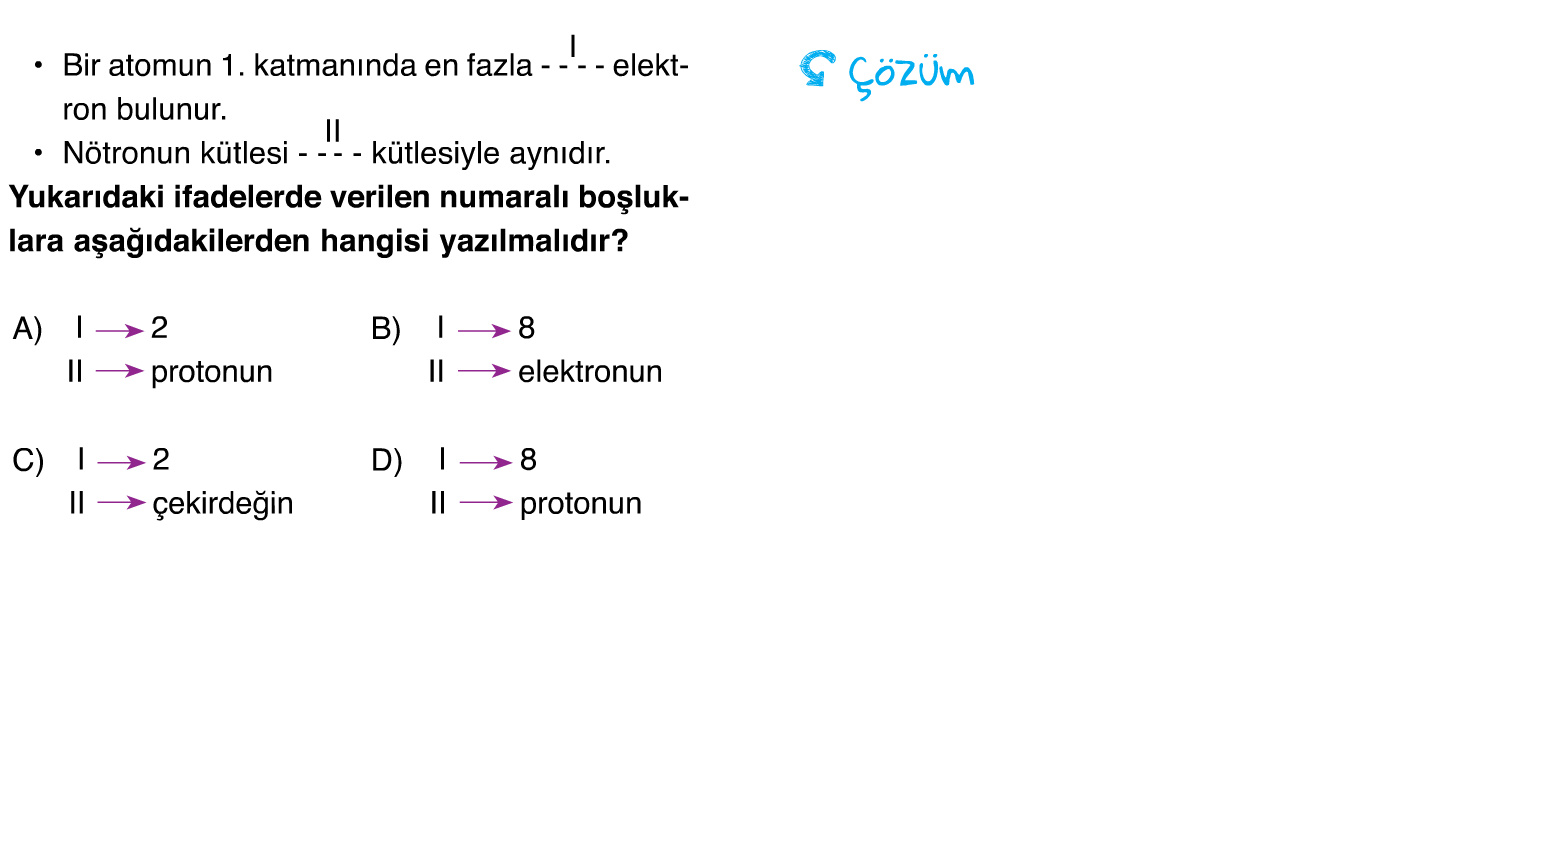 • Bir atomun 1. katmanında en fazla - - - - elekt-
I
ron bulunur.
II
• Nötronun kütlesi - - - - kütlesiyle aynıdır.
Yukarıdaki ifadelerde verilen numaralı boşluk-
lara aşağıdakilerden hangisi yazılmalıdır?
A) I → 2
II → protonun
B) I → 8
II → elektronun
C) I → 2
II → çekirdeğin
D) I → 8
II → protonun
Çözüm